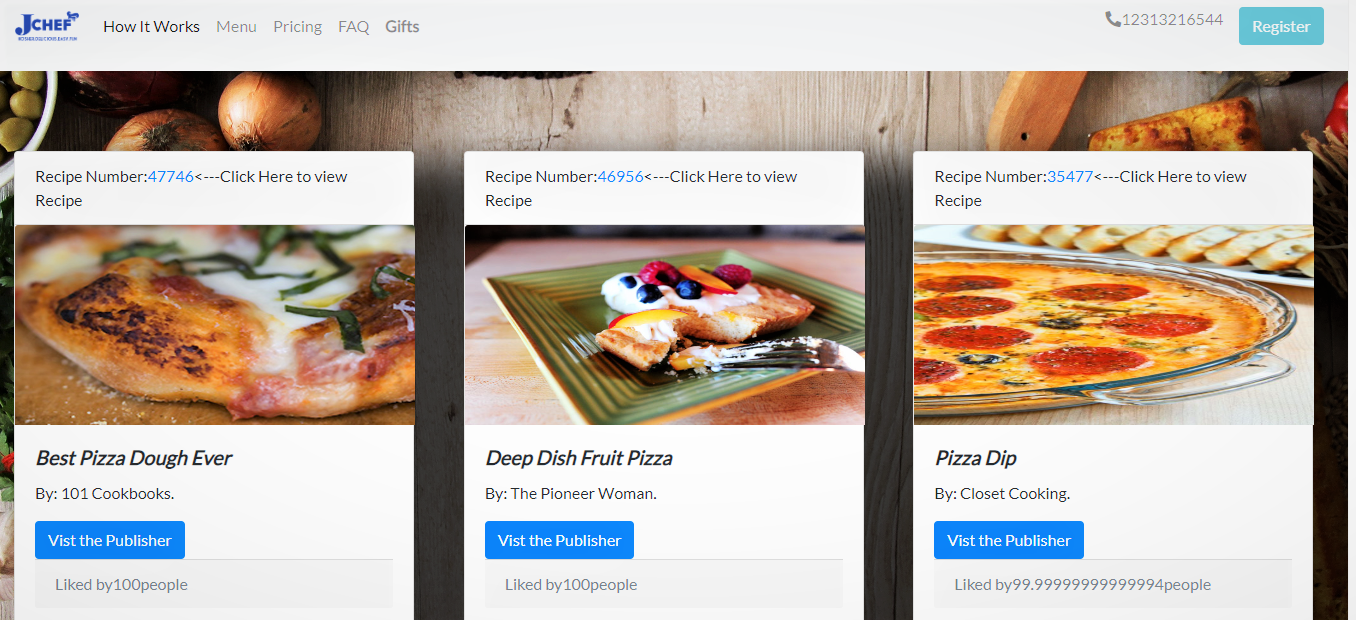 JCHEF
How It Works Menu Pricing FAQ Gifts 12313216544 Register
Recipe Number:47746<---Click Here to view
Recipe
Best Pizza Dough Ever
By: 101 Cookbooks.
Vist the Publisher
Liked by100people
Recipe Number:46956<---Click Here to view
Recipe
Deep Dish Fruit Pizza
By: The Pioneer Woman.
Vist the Publisher
Liked by100people
Recipe Number:35477<---Click Here to view
Recipe
Pizza Dip
By: Closet Cooking.
Vist the Publisher
Liked by99.99999999999994people